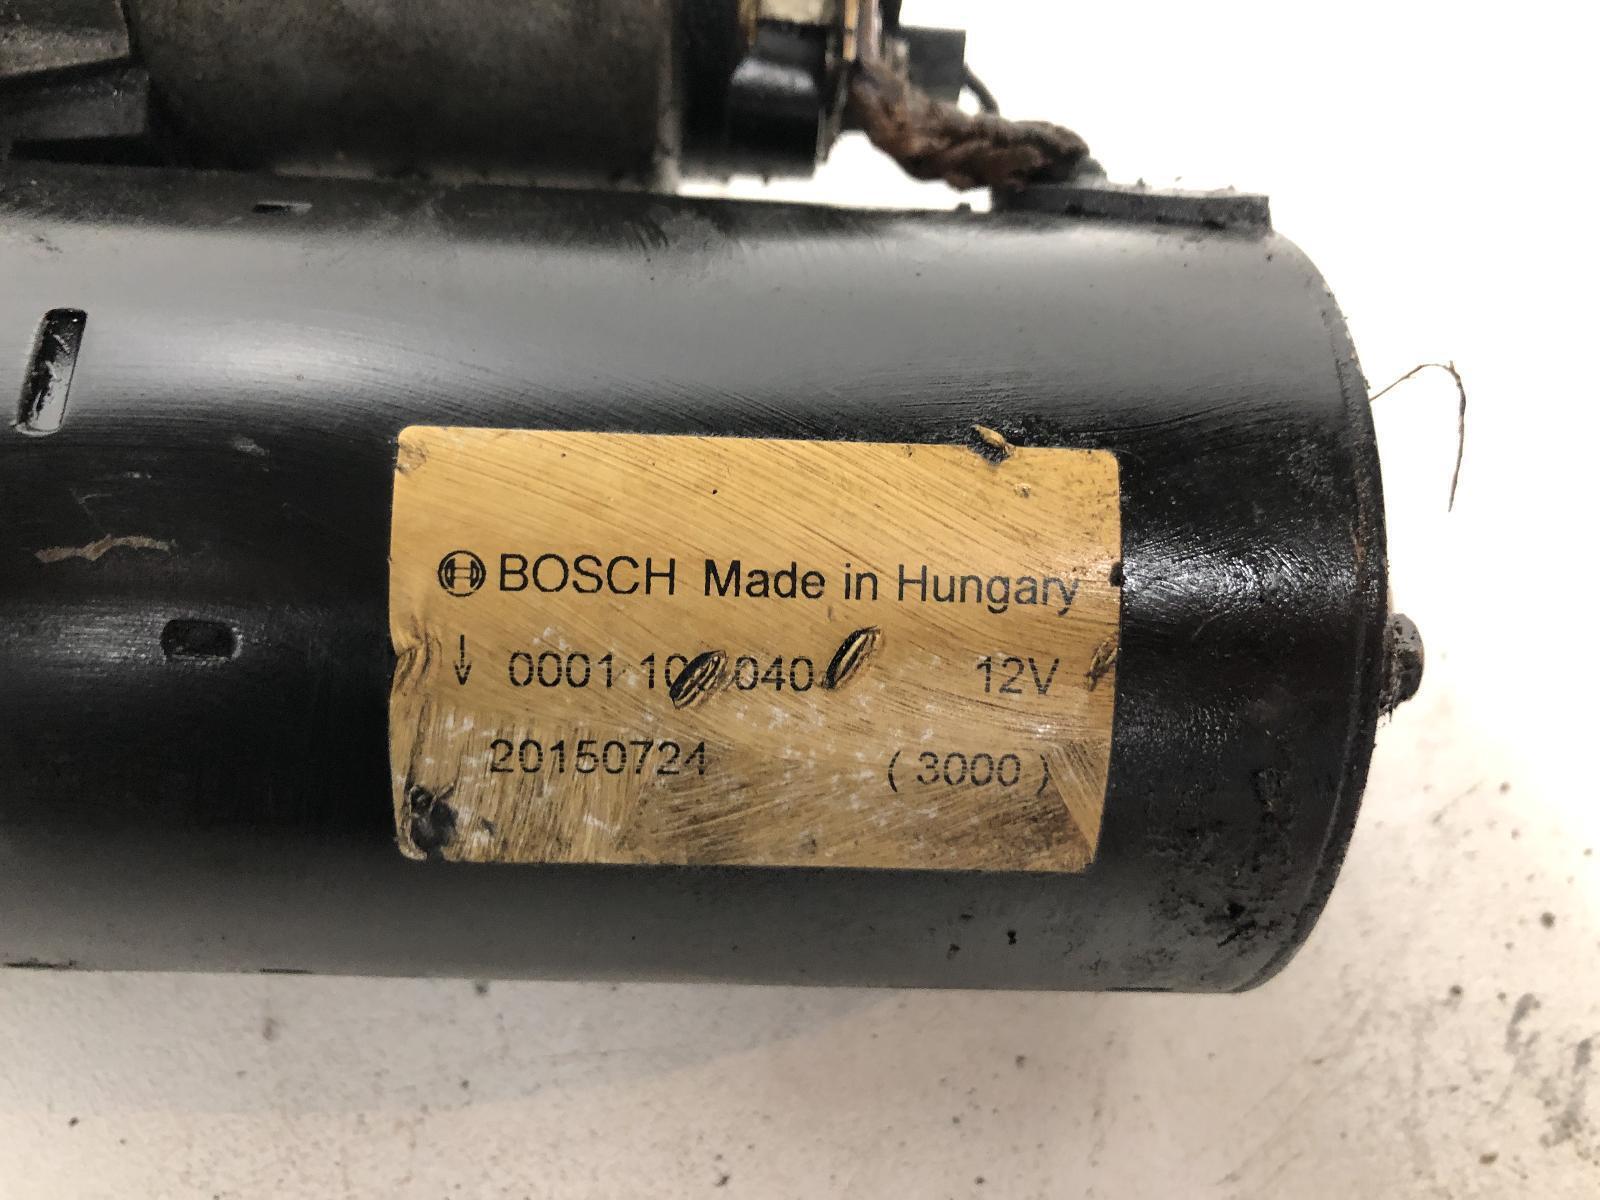 BOSCH Made in Hungary
0001 040 12V
20150724 (3000)